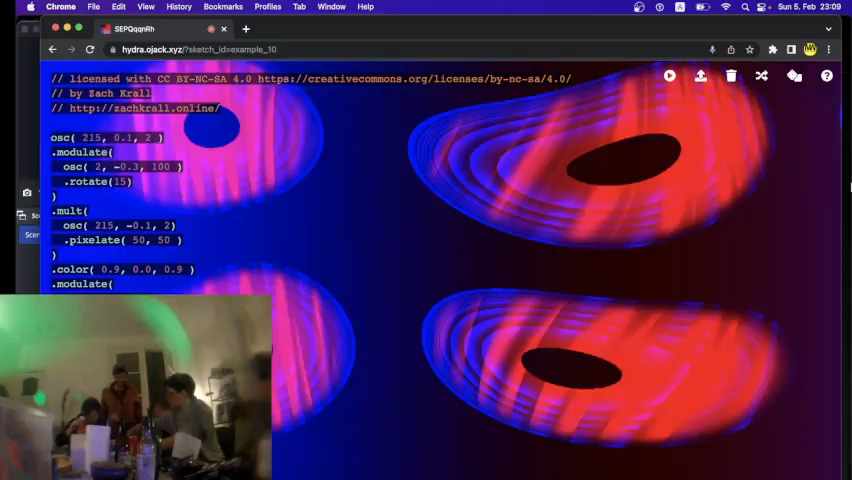 Chrome File Edit View History Bookmarks Profiles Tab Window Help
Sun 5. Feb 23:09
SEPQqqnRh
hydra.ojack.xyz/?sketch_id=example_10
// licensed with CC BY-NC-SA 4.0 https://creativecommons.org/licenses/by-nc-sa/4.0/
// by Zach Krall
// http://zachkrall.online/
osc( 215, 0.1, 2 )
.modulate(
osc( 2, -0.3, 100 )
.rotate(15)
)
.mult(
osc( 215, -0.1, 2)
.pixelate( 50, 50 )
)
.color( 0.9, 0.0, 0.9 )
.modulate(
Scen